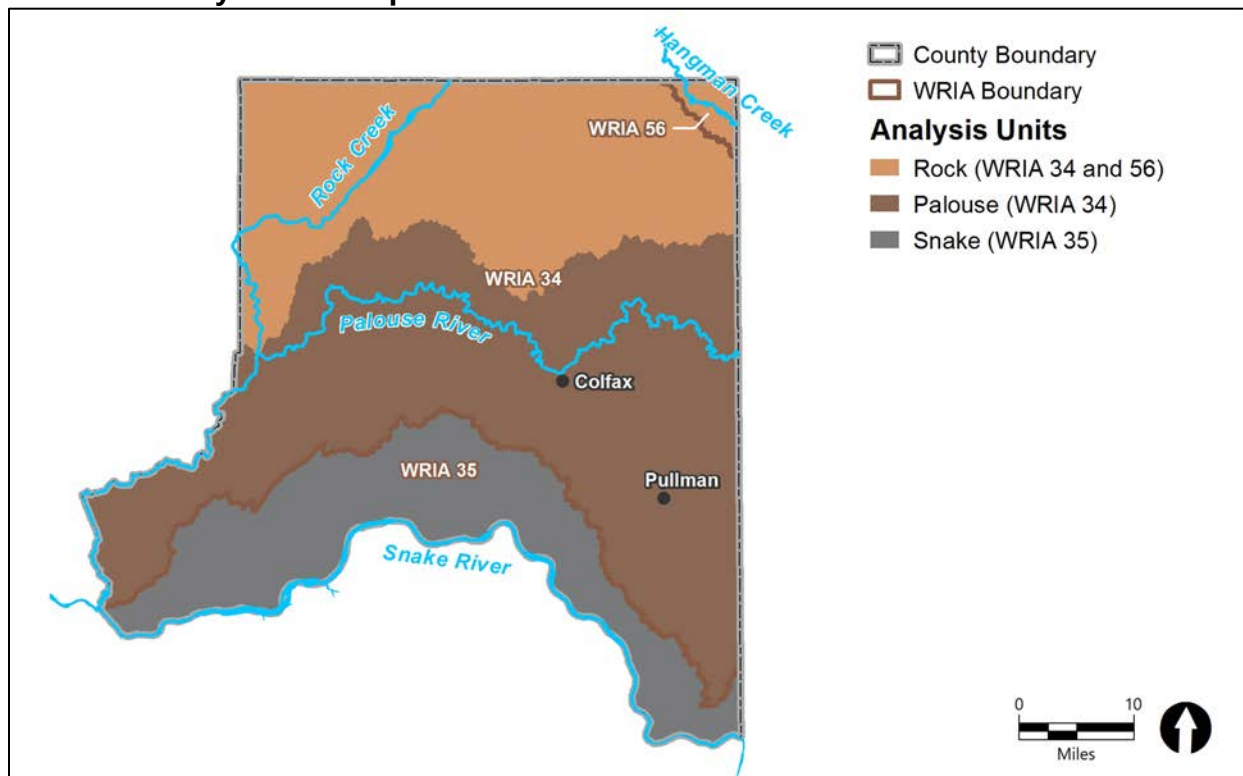 Hangman Creek
Rock Creek
WRIA 56
WRIA 34
Palouse River
Colfax
WRIA 35
Pullman
Snake River
County Boundary
WRIA Boundary
Analysis Units
Rock (WRIA 34 and 56)
Palouse (WRIA 34)
Snake (WRIA 35)
0 10
Miles